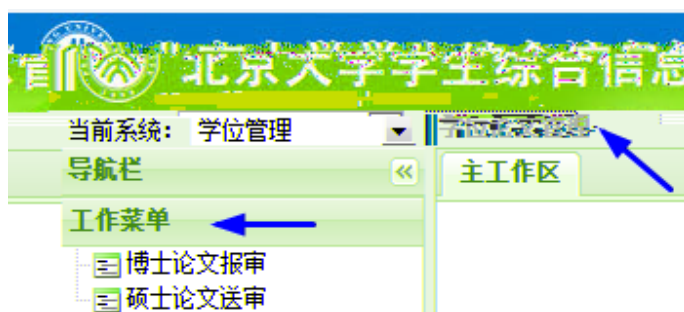 北京大学学生综合信息
当前系统： 学位管理
导航栏
主工作区
工作菜单
博士论文报审
硕士论文送审